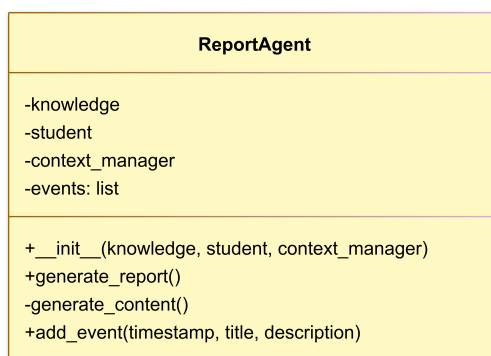 ReportAgent
-knowledge
-student
-context_manager
-events: list
+__init__(knowledge, student, context_manager)
+generate_report()
-generate_content()
+add_event(timestamp, title, description)